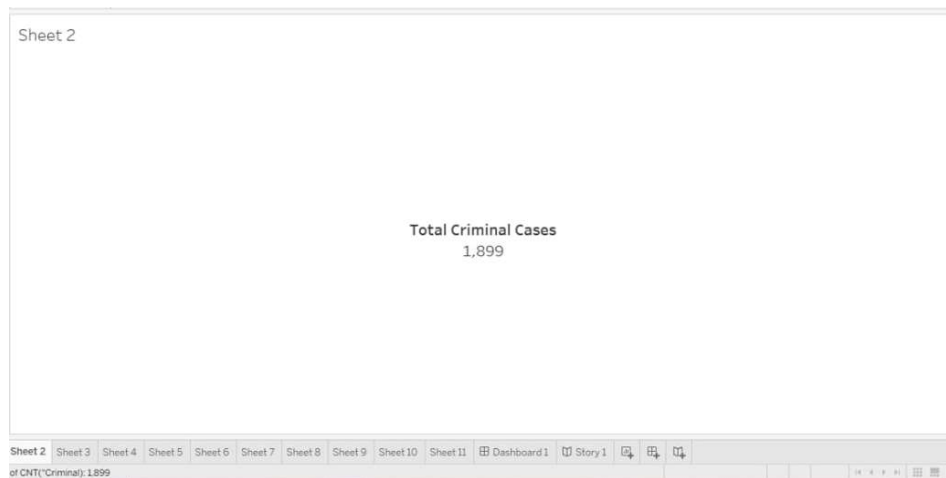 Sheet 2
Total Criminal Cases
1,899
Sheet 2 Sheet 3 Sheet 4 Sheet 5 Sheet 6 Sheet 7 Sheet 8 Sheet 9 Sheet 10 Sheet 11 Dashboard 1 Story 1
of CNT("Criminal): 1,899